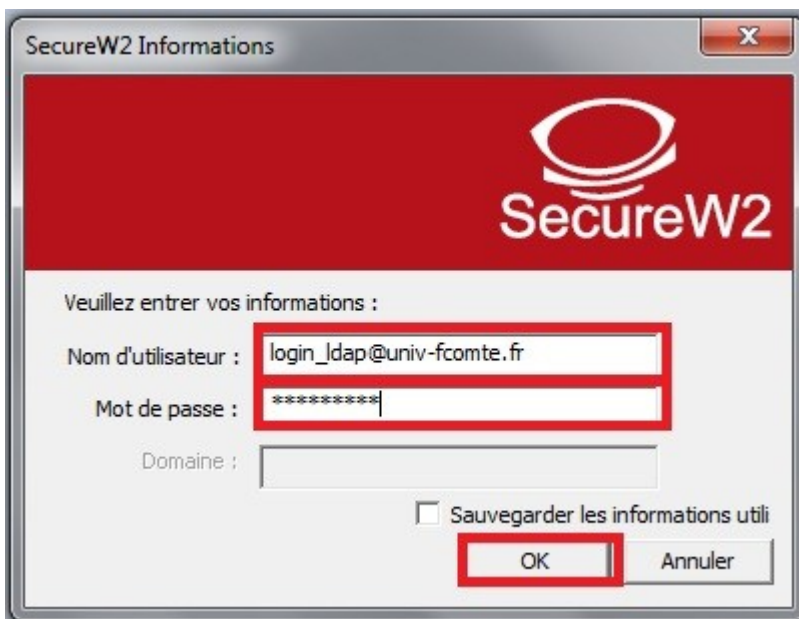 SecureW2 Informations
SecureW2
Veuillez entrer vos informations :
Nom d'utilisateur : login_ldap@univ-fcomte.fr
Mot de passe : *********
Domaine :
Sauvegarder les informations utili
OK Annuler